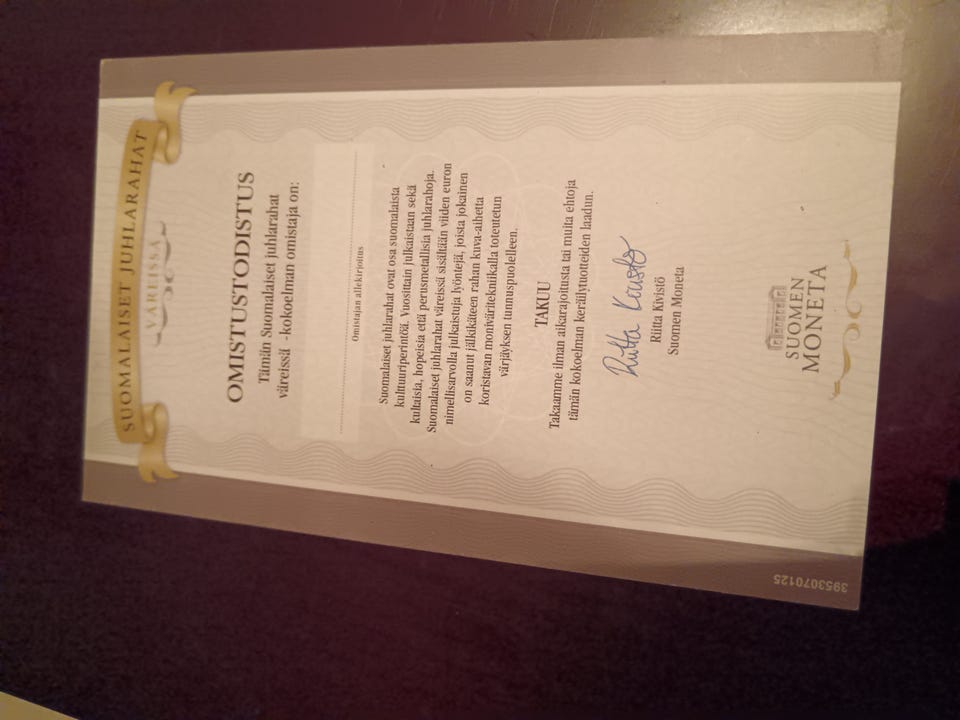 SUOMALAISET JUHLARAHAT
VÄREISSÄ
OMISTUSTODISTUS
Tämän Suomalaiset juhlarahat
väreissä -kokoelman omistaja on:
Omistajan allekirjoitus
Suomalaiset juhlarahat ovat osa suomalaista
kulttuuriperintöä. Vuosittain julkaistaan sekä
kultaisia, hopeisia että perusmetallisia juhlarahoja.
Suomalaiset juhlarahat väreissä sisältään viiden euron
nimellisarvolla julkaistuja lyöntejä, joista jokainen
on saanut jälkikäteen rahan kuva-aihetta
koristavan moniväritekniikalla toteutetun
värjäyksen tunnuspuolelleen.
TAKUU
Takaamme ilman aikarajoitusta tai muita ehtoja
tämän kokoelman keräilytuotteiden laadun.
Riitta Kivistö
Riitta Kivistö
Suomen Moneta
SUOMEN
MONETA
3953070125